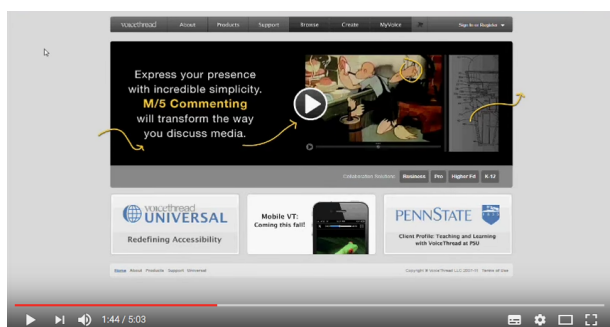 voicethread About Products Support Browse Create MyVoice Sign In or Register
Express your presence
with incredible simplicity.
M/5 Commenting
will transform the way
you discuss media.
Collaboration Solutions: Business Pro Higher Ed K-12
voicethread
UNIVERSAL
Redefining Accessibility
Mobile VT:
Coming this fall!
PENNSTATE
Client Profile: Teaching and Learning
with VoiceThread at PSU
Home About Products Support Universal
Terms of Use
1:44 / 5:03